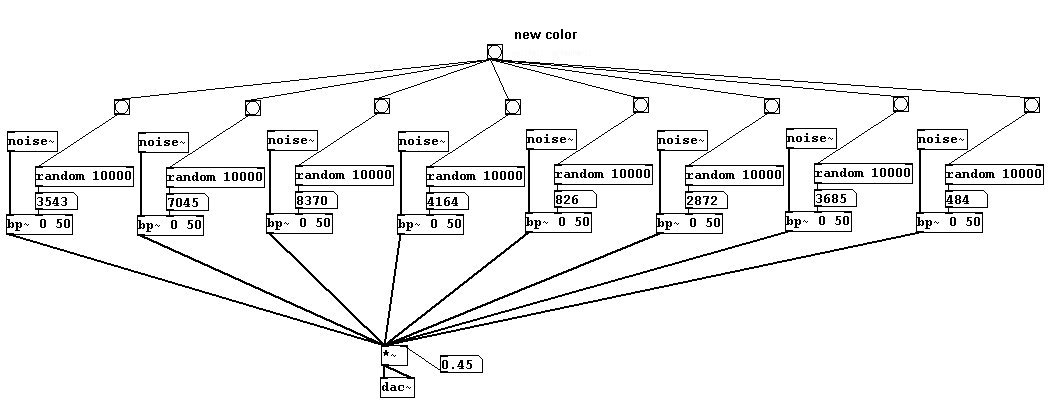 new color
noise~ noise~ noise~ noise~ noise~ noise~ noise~ noise~
random 10000 random 10000 random 10000 random 10000 random 10000 random 10000 random 10000 random 10000
3543 7045 8370 4164 826 2872 3685 484
bp~ 0 50 bp~ 0 50 bp~ 0 50 bp~ 0 50 bp~ 0 50 bp~ 0 50 bp~ 0 50 bp~ 0 50
*~
0.45
dac~